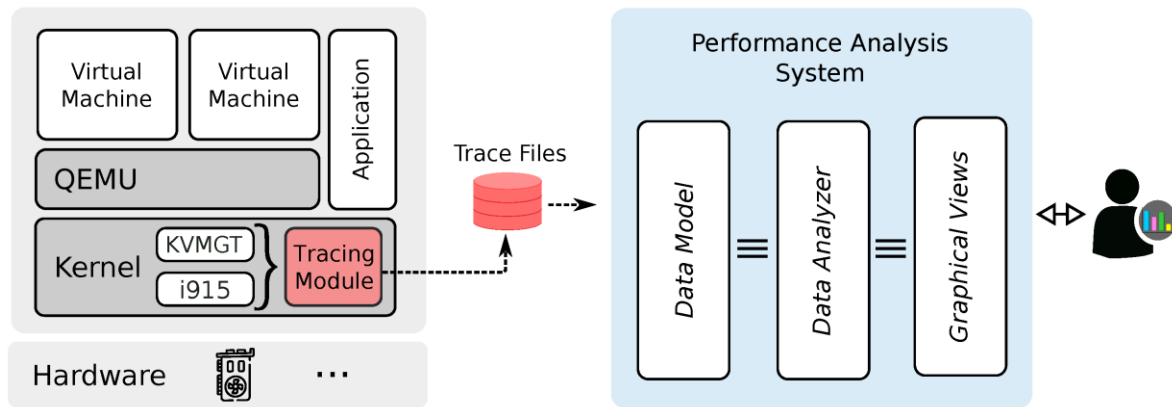 Virtual
Machine
Virtual
Machine
Application
QEMU
Kernel
KVMGT
i915
Tracing
Module
Hardware
...
Trace Files
Performance Analysis
System
Data Model
Data Analyzer
Graphical Views